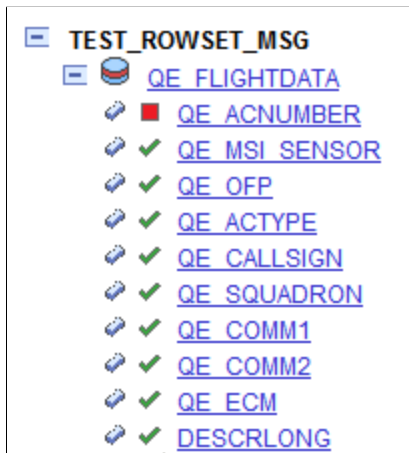 TEST_ROWSET_MSG
QE_FLIGHTDATA
QE_ACNUMBER
QE_MSI_SENSOR
QE_OFP
QE_ACTYPE
QE_CALLSIGN
QE_SQUADRON
QE_COMM1
QE_COMM2
QE_ECM
DESCRLONG